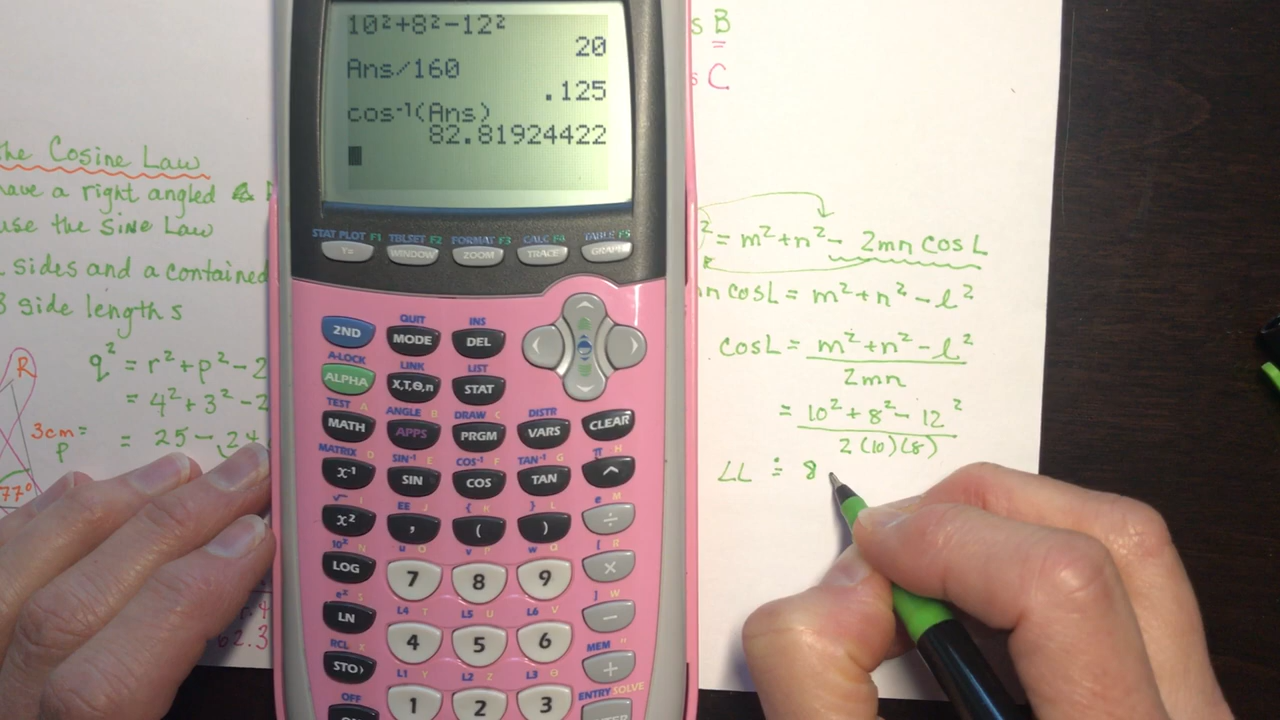 10²+8²-12²
20
Ans/160
.125
cos⁻¹(Ans)
82.81924422
STAT PLOT F1 TBLSET F2 FORMAT F3 CALC F4 TABLE F5
Y= WINDOW ZOOM TRACE GRAPH
QUIT INS
2ND MODE DEL
A-LOCK LINK LIST
ALPHA X,T,θ,n STAT
TEST A ANGLE B DRAW C DISTR
MATH APPS PRGM VARS CLEAR
MATRIX D SIN⁻¹ E COS⁻¹ F TAN⁻¹ G π H
x⁻¹ SIN COS TAN ^
√ I EE J { K } L e M
x² , ( ) ÷
10ˣ N u O v P w Q [ R
LOG 7 8 9 ×
eˣ S L4 T L5 U L6 V ] W
LN 4 5 6 −
RCL X L1 Y L2 Z L3 θ MEM "
STO› 1 2 3 +
OFF ENTRY SOLVE
ON
the Cosine Law
have a right angled
use the Sine Law
sides and a contained
3 side lengths
q² = r² + p² - 2
= 4² + 3² - 2
= 25 - 24
R
3cm =
p
77°
62.3
s B
s C
² = m² + n² - 2mn cos L
n cos L = m² + n² - l²
cos L = m² + n² - l²
2mn
= 10² + 8² - 12²
2(10)(8)
∠L ≐ 8